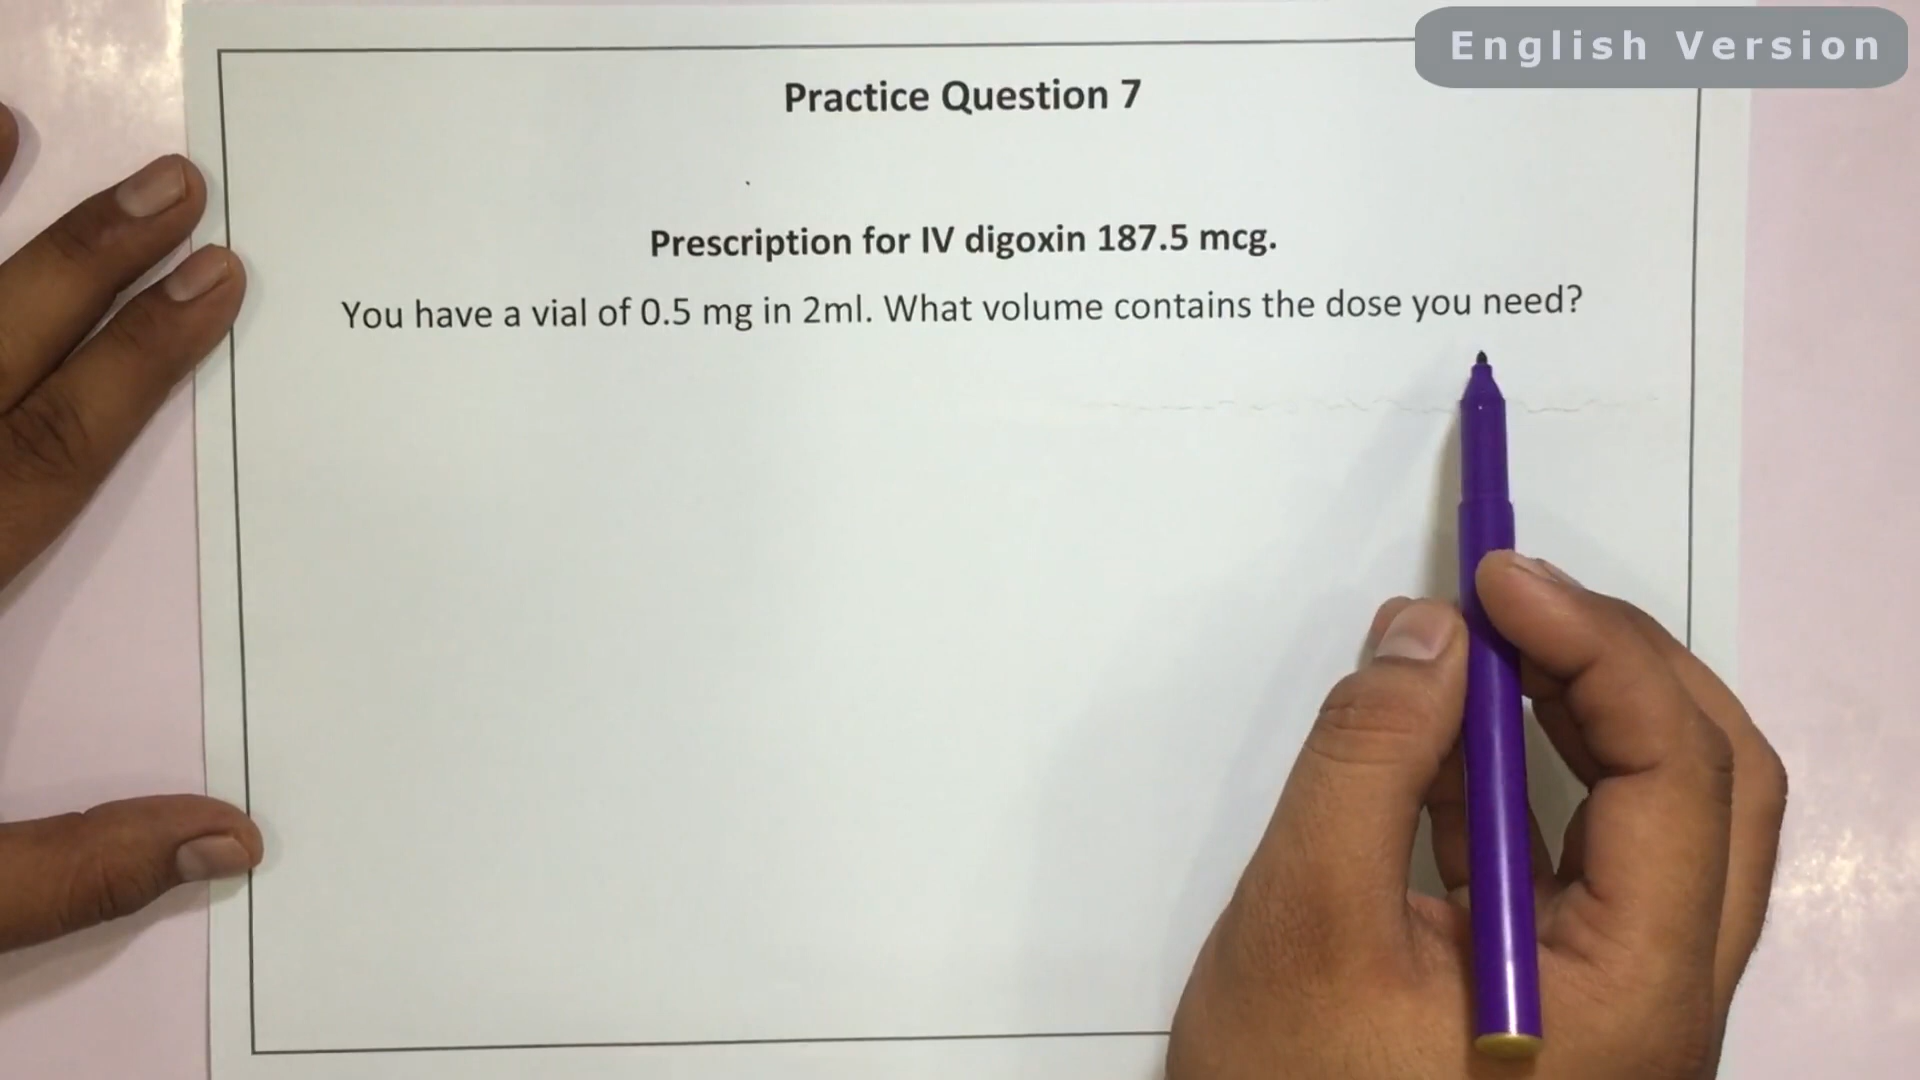 English Version
Practice Question 7
Prescription for IV digoxin 187.5 mcg.
You have a vial of 0.5 mg in 2ml. What volume contains the dose you need?